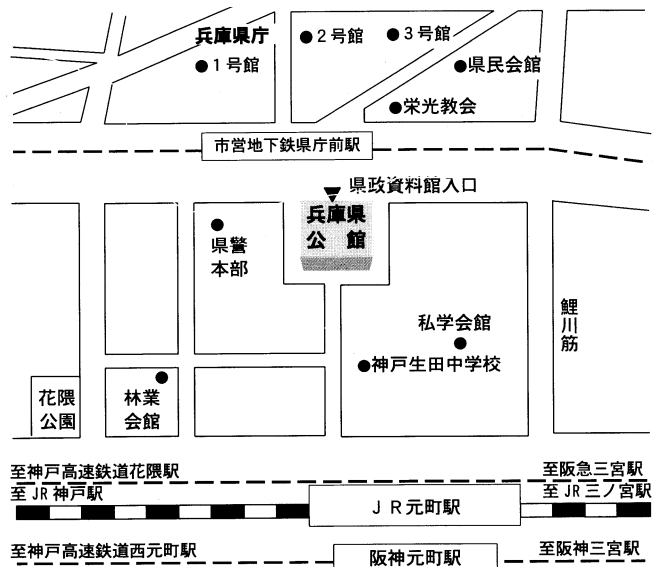 兵庫県庁
●1号館
●2号館
●3号館
●県民会館
●栄光教会
市営地下鉄県庁前駅
県政資料館入口
兵庫県
公　館
県警
本部
鯉川筋
私学会館
●神戸生田中学校
花隈
公園
林業
会館
至神戸高速鉄道花隈駅
至阪急三宮駅
至JR神戸駅
JR元町駅
至JR三ノ宮駅
至神戸高速鉄道西元町駅
阪神元町駅
至阪神三宮駅